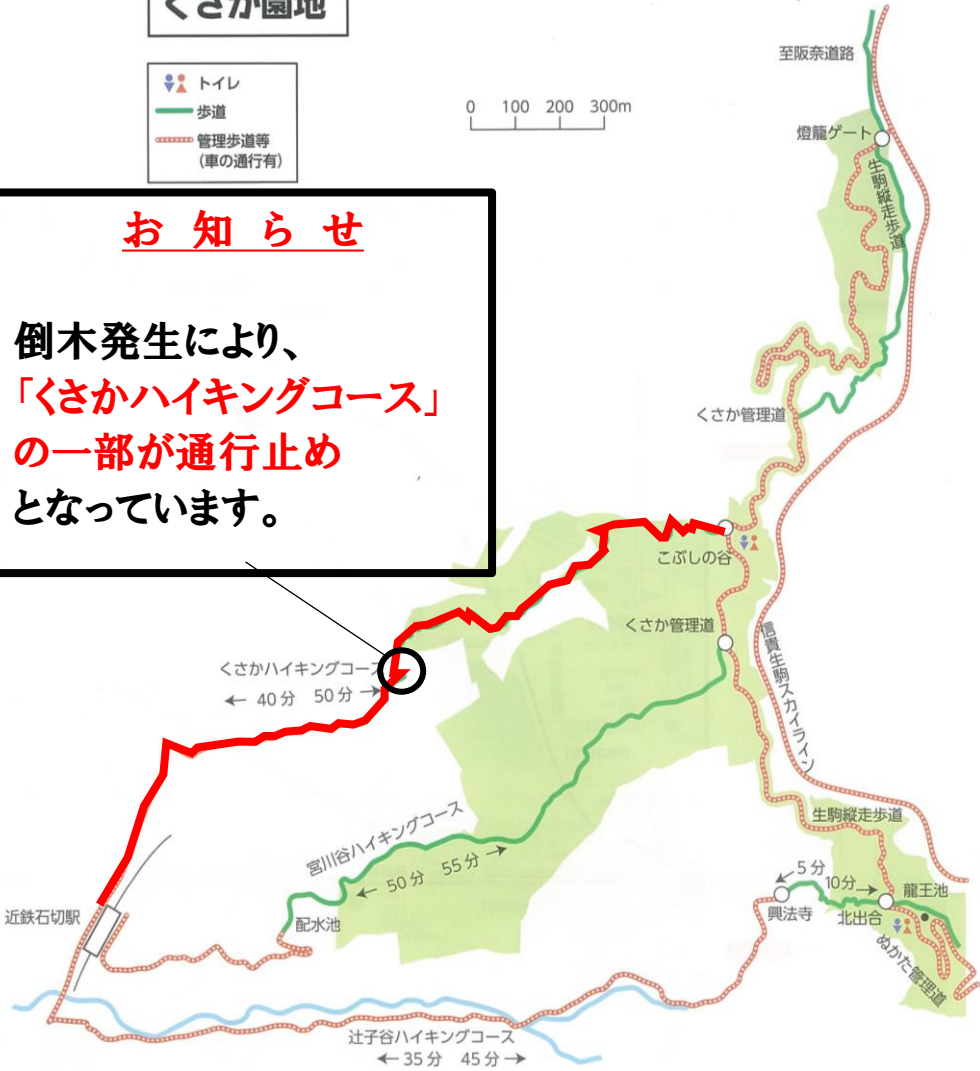 くさか園地
トイレ
歩道
管理歩道等
(車の通行有)
0 100 200 300m
至阪奈道路
燈籠ゲート
生駒縦走歩道
お知らせ
倒木発生により、
「くさかハイキングコース」
の一部が通行止め
となっています。
くさか管理道
こぶしの谷
くさか管理道
信貴生駒スカイライン
くさかハイキングコース
← 40分 50分 →
生駒縦走歩道
宮川谷ハイキングコース
← 50分 55分 →
←5分
10分→
龍王池
興法寺
北出合
ぬかた管理道
近鉄石切駅
配水池
辻子谷ハイキングコース
←35分 45分→